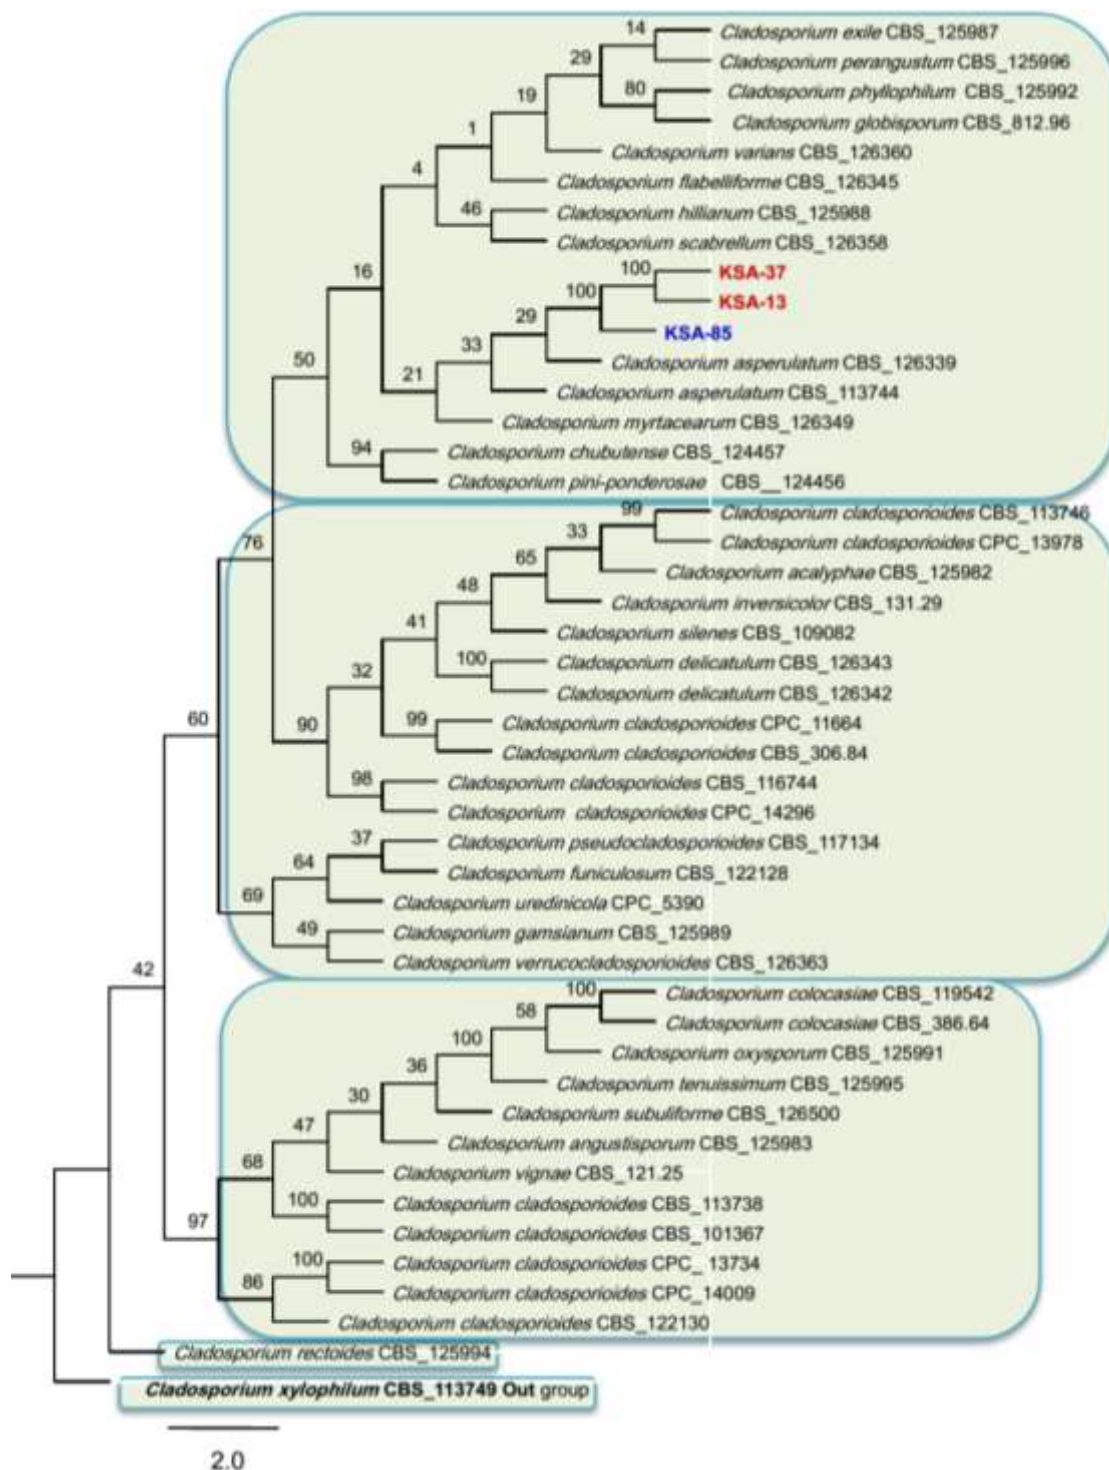 14
Cladosporium exile CBS_125987
29
Cladosporium perangustum CBS_125996
80
Cladosporium phyllophilum CBS_125992
19
Cladosporium globisporum CBS_812.96
1
Cladosporium varians CBS_126360
4
Cladosporium flabelliforme CBS_126345
46
Cladosporium hillianum CBS_125988
Cladosporium scabrellum CBS_126358
16
100
KSA-37
100
KSA-13
29
KSA-85
33
Cladosporium asperulatum CBS_126339
50
21
Cladosporium asperulatum CBS_113744
Cladosporium myrtacearum CBS_126349
94
Cladosporium chubutense CBS_124457
Cladosporium pini-ponderosae CBS__124456
99
Cladosporium cladosporioides CBS_113746
76
33
Cladosporium cladosporioides CPC_13978
65
Cladosporium acalyphae CBS_125982
48
Cladosporium inversicolor CBS_131.29
41
Cladosporium silenes CBS_109082
100
Cladosporium delicatulum CBS_126343
32
Cladosporium delicatulum CBS_126342
60
90
99
Cladosporium cladosporioides CPC_11664
Cladosporium cladosporioides CBS_306.84
98
Cladosporium cladosporioides CBS_116744
Cladosporium cladosporioides CPC_14296
37
Cladosporium pseudocladosporioides CBS_117134
64
Cladosporium funiculosum CBS_122128
69
Cladosporium uredinicola CPC_5390
49
Cladosporium gamsianum CBS_125989
Cladosporium verrucocladosporioides CBS_126363
42
100
Cladosporium colocasiae CBS_119542
58
Cladosporium colocasiae CBS_386.64
100
Cladosporium oxysporum CBS_125991
36
Cladosporium tenuissimum CBS_125995
30
Cladosporium subuliforme CBS_126500
47
Cladosporium angustisporum CBS_125983
68
Cladosporium vignae CBS_121.25
100
Cladosporium cladosporioides CBS_113738
97
Cladosporium cladosporioides CBS_101367
100
Cladosporium cladosporioides CPC_ 13734
86
Cladosporium cladosporioides CPC_14009
Cladosporium cladosporioides CBS_122130
Cladosporium rectoides CBS_125994
Cladosporium xylophilum CBS_113749 Out group
2.0